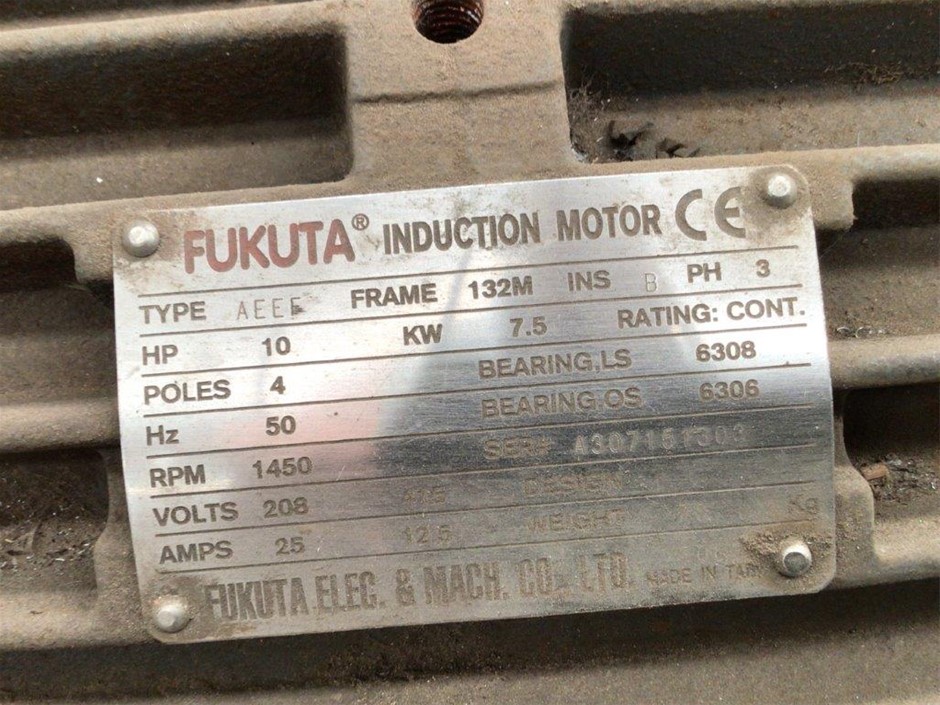 FUKUTA® INDUCTION MOTOR CE
TYPE AEEF FRAME 132M INS B PH 3
HP 10 KW 7.5 RATING: CONT.
POLES 4 BEARING,LS 6308
Hz 50 BEARING,OS 6306
RPM 1450 SER#
VOLTS 208 DESIGN
AMPS 25 12.5 WEIGHT Kg
FUKUTA ELEC. & MACH. CO., LTD. MADE IN